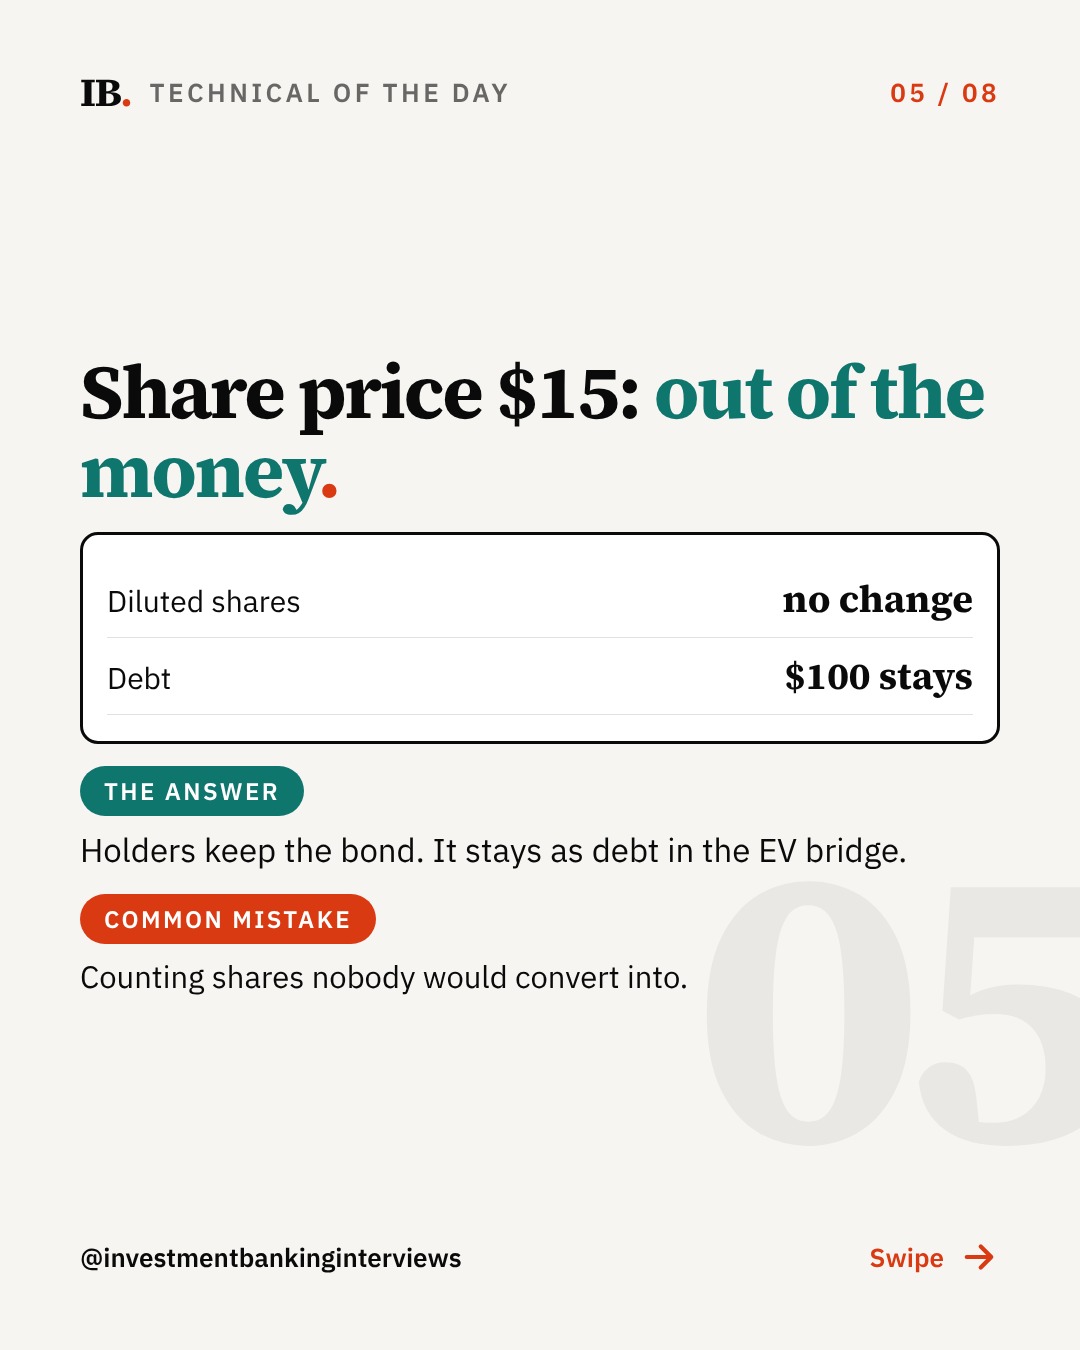 IB. TECHNICAL OF THE DAY
05 / 08
Share price $15: out of the
money.
Diluted shares no change
Debt $100 stays
THE ANSWER
Holders keep the bond. It stays as debt in the EV bridge.
COMMON MISTAKE
Counting shares nobody would convert into.
05
@investmentbankinginterviews
Swipe →